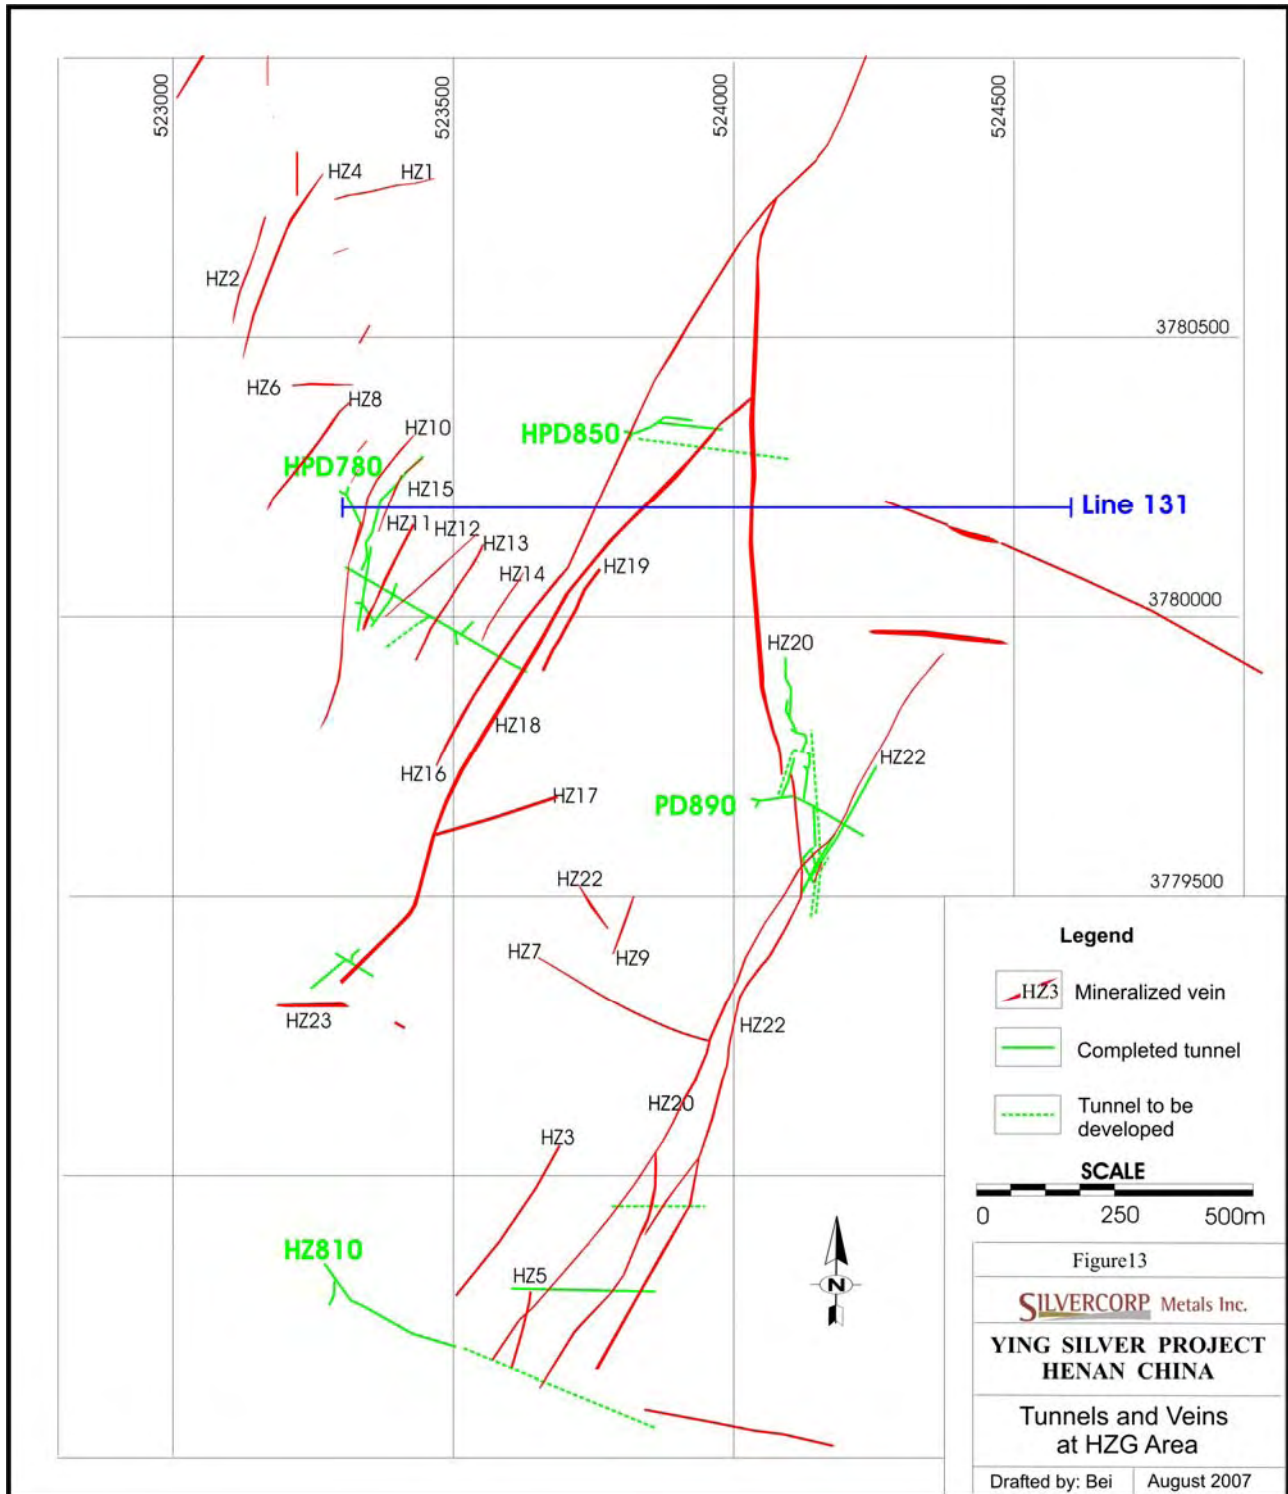 523000
523500
524000
524500
HZ4
HZ1
HZ2
3780500
HZ6
HZ8
HZ10
HPD850
HPD780
HZ15
Line 131
HZ11
HZ12
HZ13
HZ14
HZ19
3780000
HZ20
HZ18
HZ22
HZ16
HZ17
PD890
HZ22
3779500
HZ7
HZ9
HZ23
HZ22
HZ20
HZ3
HZ810
HZ5
N
Legend
HZ3 Mineralized vein
Completed tunnel
Tunnel to be
developed
SCALE
0 250 500m
Figure13
SILVERCORP Metals Inc.
YING SILVER PROJECT
HENAN CHINA
Tunnels and Veins
at HZG Area
Drafted by: Bei August 2007